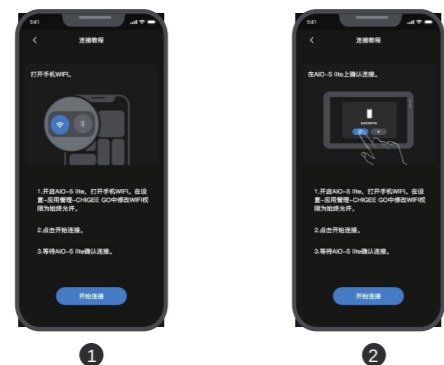 9:41
连接教程
打开手机WIFI。
1.开启AIO-5 lite，打开手机WIFI。在设
置-应用管理-CHIGEE GO中修改WIFI权
限为始终允许。
2.点击开始连接。
3.等待AIO-5 lite确认连接。
开始连接
1
9:41
连接教程
在AIO-5 lite上确认连接。
1.开启AIO-5 lite，打开手机WIFI。在设
置-应用管理-CHIGEE GO中修改WIFI权
限为始终允许。
2.点击开始连接。
3.等待AIO-5 lite确认连接。
开始连接
2